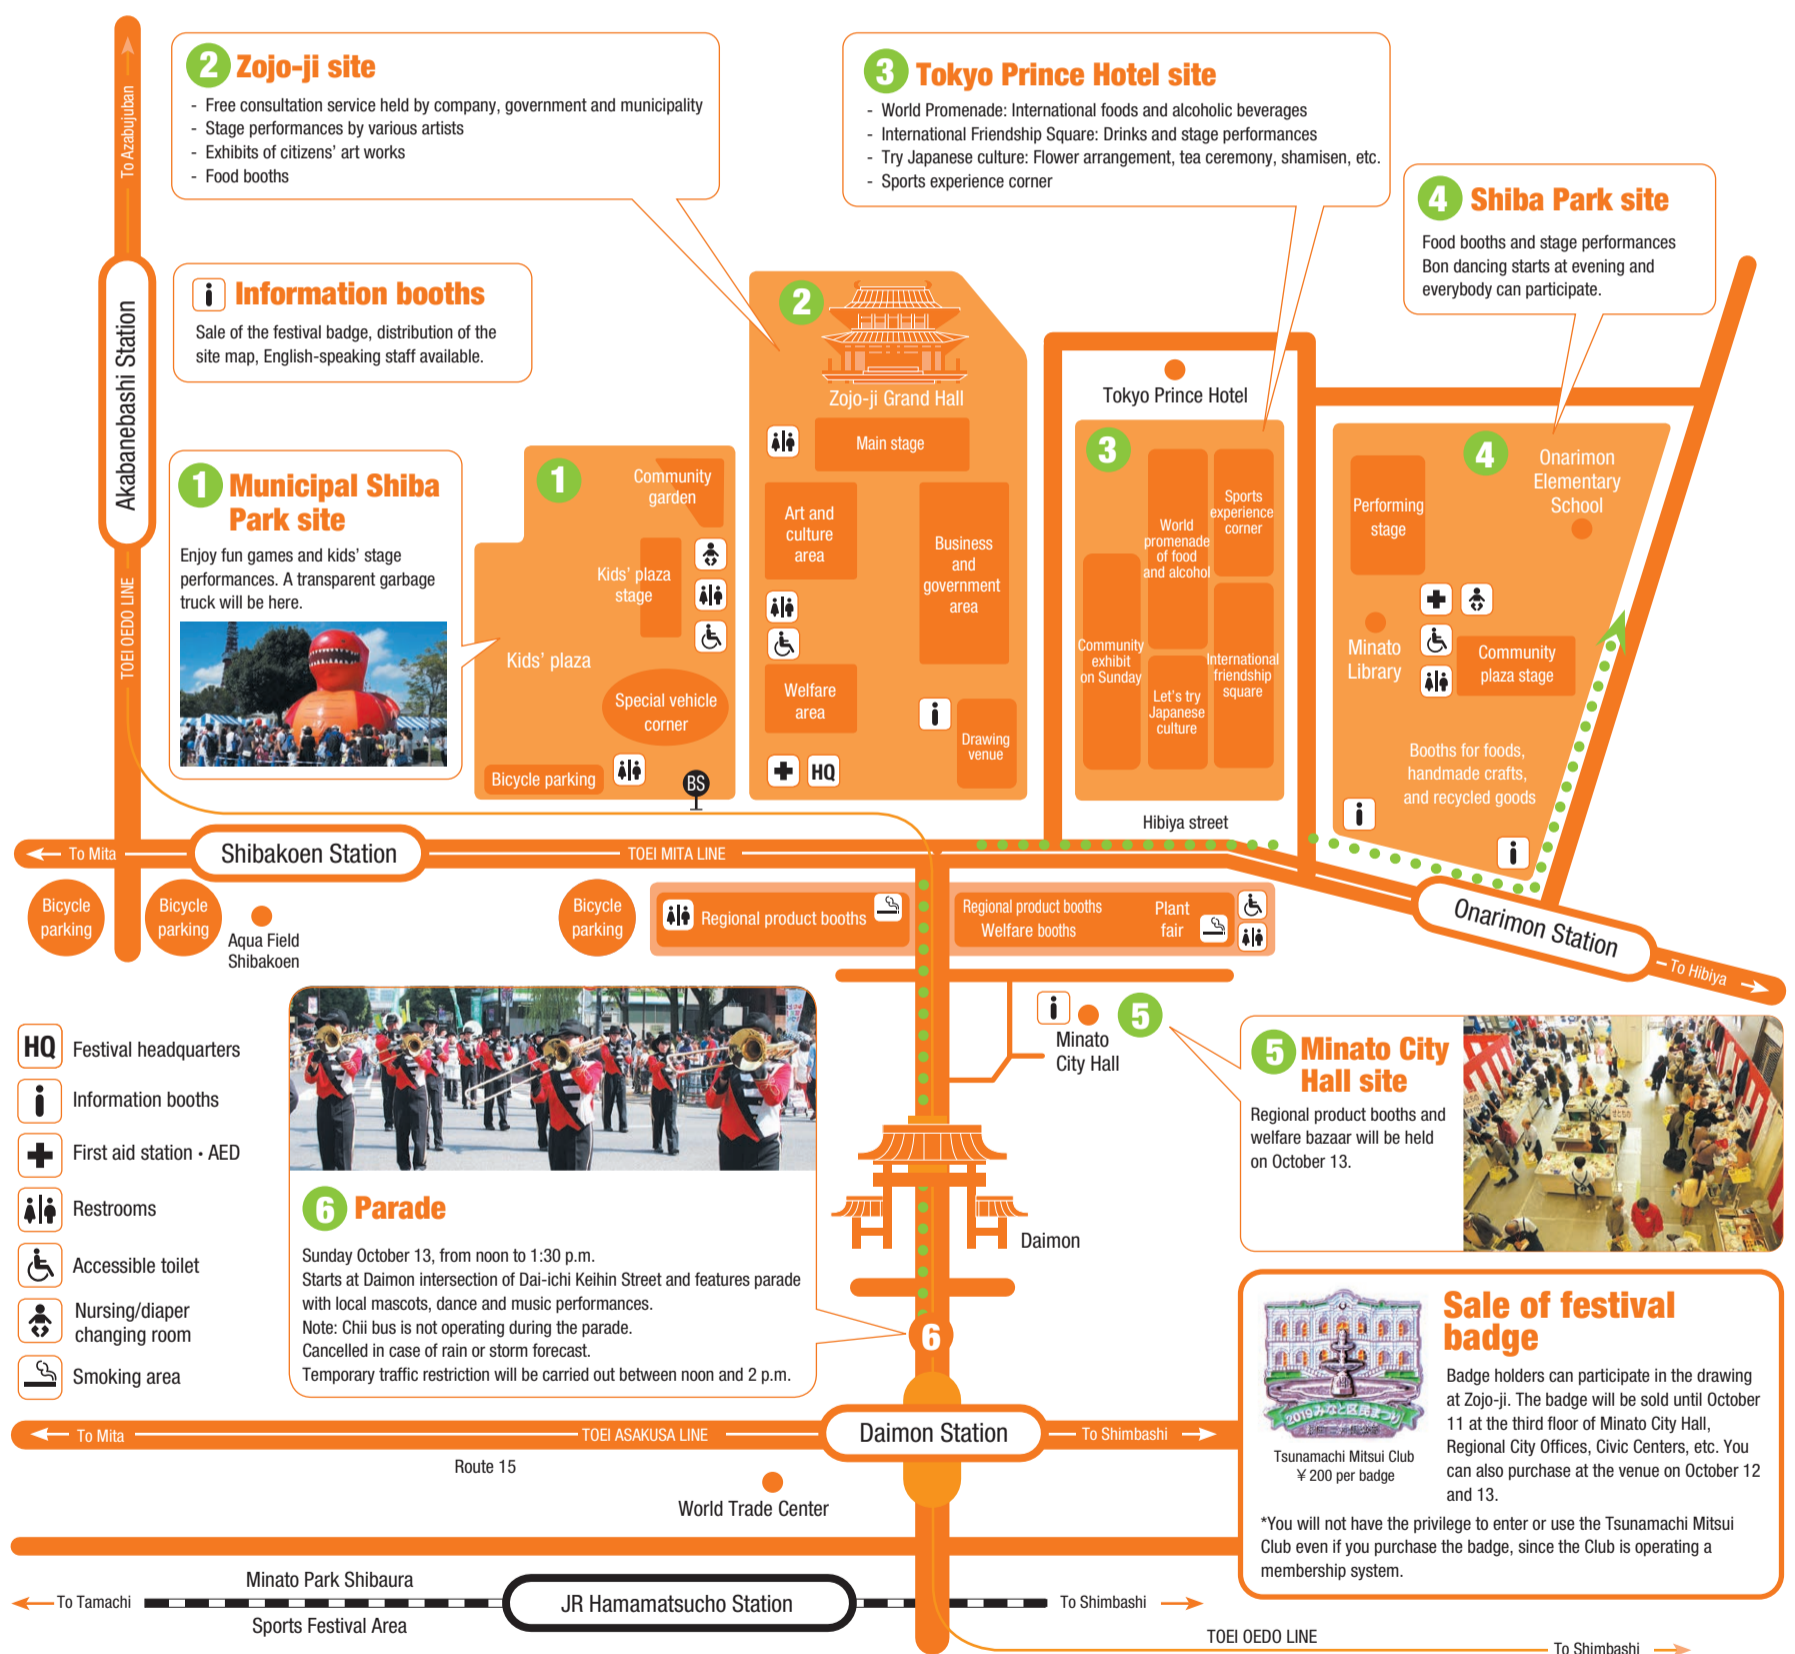 To Azabujuban
Akabanebashi Station
TOEI OEDO LINE
2 Zojo-ji site
- Free consultation service held by company, government and municipality
- Stage performances by various artists
- Exhibits of citizens' art works
- Food booths
3 Tokyo Prince Hotel site
- World Promenade: International foods and alcoholic beverages
- International Friendship Square: Drinks and stage performances
- Try Japanese culture: Flower arrangement, tea ceremony, shamisen, etc.
- Sports experience corner
4 Shiba Park site
Food booths and stage performances
Bon dancing starts at evening and
everybody can participate.
i Information booths
Sale of the festival badge, distribution of the
site map, English-speaking staff available.
1 Municipal Shiba
Park site
Enjoy fun games and kids' stage
performances. A transparent garbage
truck will be here.
1
Community
garden
Kids' plaza
stage
Kids' plaza
Special vehicle
corner
Bicycle parking
BS
2
Zojo-ji Grand Hall
Main stage
Art and
culture
area
Business
and
government
area
Welfare
area
i
Drawing
venue
HQ
Tokyo Prince Hotel
3
World
promenade
of food
and alcohol
Sports
experience
corner
Community
exhibit
on Sunday
Let's try
Japanese
culture
International
friendship
square
Hibiya street
4
Onarimon
Elementary
School
Performing
stage
Minato
Library
Community
plaza stage
Booths for foods,
handmade crafts,
and recycled goods
i
i
To Mita
Shibakoen Station
TOEI MITA LINE
Onarimon Station
To Hibiya
Bicycle
parking
Bicycle
parking
Aqua Field
Shibakoen
Bicycle
parking
Regional product booths
Regional product booths
Welfare booths
Plant
fair
i
5
Minato
City Hall
5 Minato City
Hall site
Regional product booths and
welfare bazaar will be held
on October 13.
HQ Festival headquarters
i Information booths
First aid station • AED
Restrooms
Accessible toilet
Nursing/diaper
changing room
Smoking area
6 Parade
Sunday October 13, from noon to 1:30 p.m.
Starts at Daimon intersection of Dai-ichi Keihin Street and features parade
with local mascots, dance and music performances.
Note: Chii bus is not operating during the parade.
Cancelled in case of rain or storm forecast.
Temporary traffic restriction will be carried out between noon and 2 p.m.
Daimon
6
Sale of festival
badge
2019みなと区民まつり
Tsunamachi Mitsui Club
¥200 per badge
Badge holders can participate in the drawing
at Zojo-ji. The badge will be sold until October
11 at the third floor of Minato City Hall,
Regional City Offices, Civic Centers, etc. You
can also purchase at the venue on October 12
and 13.
*You will not have the privilege to enter or use the Tsunamachi Mitsui
Club even if you purchase the badge, since the Club is operating a
membership system.
To Mita
TOEI ASAKUSA LINE
Daimon Station
To Shimbashi
Route 15
World Trade Center
Minato Park Shibaura
To Tamachi
JR Hamamatsucho Station
To Shimbashi
Sports Festival Area
TOEI OEDO LINE
To Shimbashi